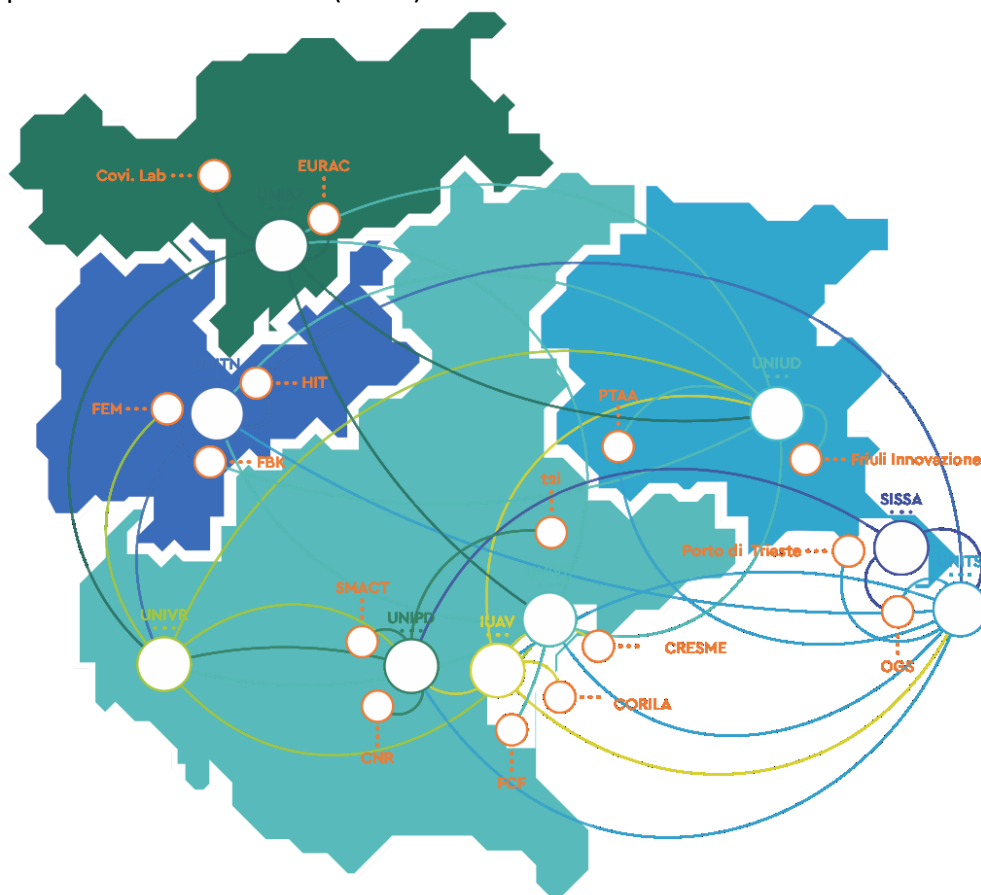 Covi. Lab
EURAC
HIT
FEM
FBK
UNIUD
PTAA
Friuli Innovazione
tsi
SISSA
Porto di Trieste
SMACT
UNIVR
UNIPD
IUAV
CRESME
OGS
CORILA
CNR